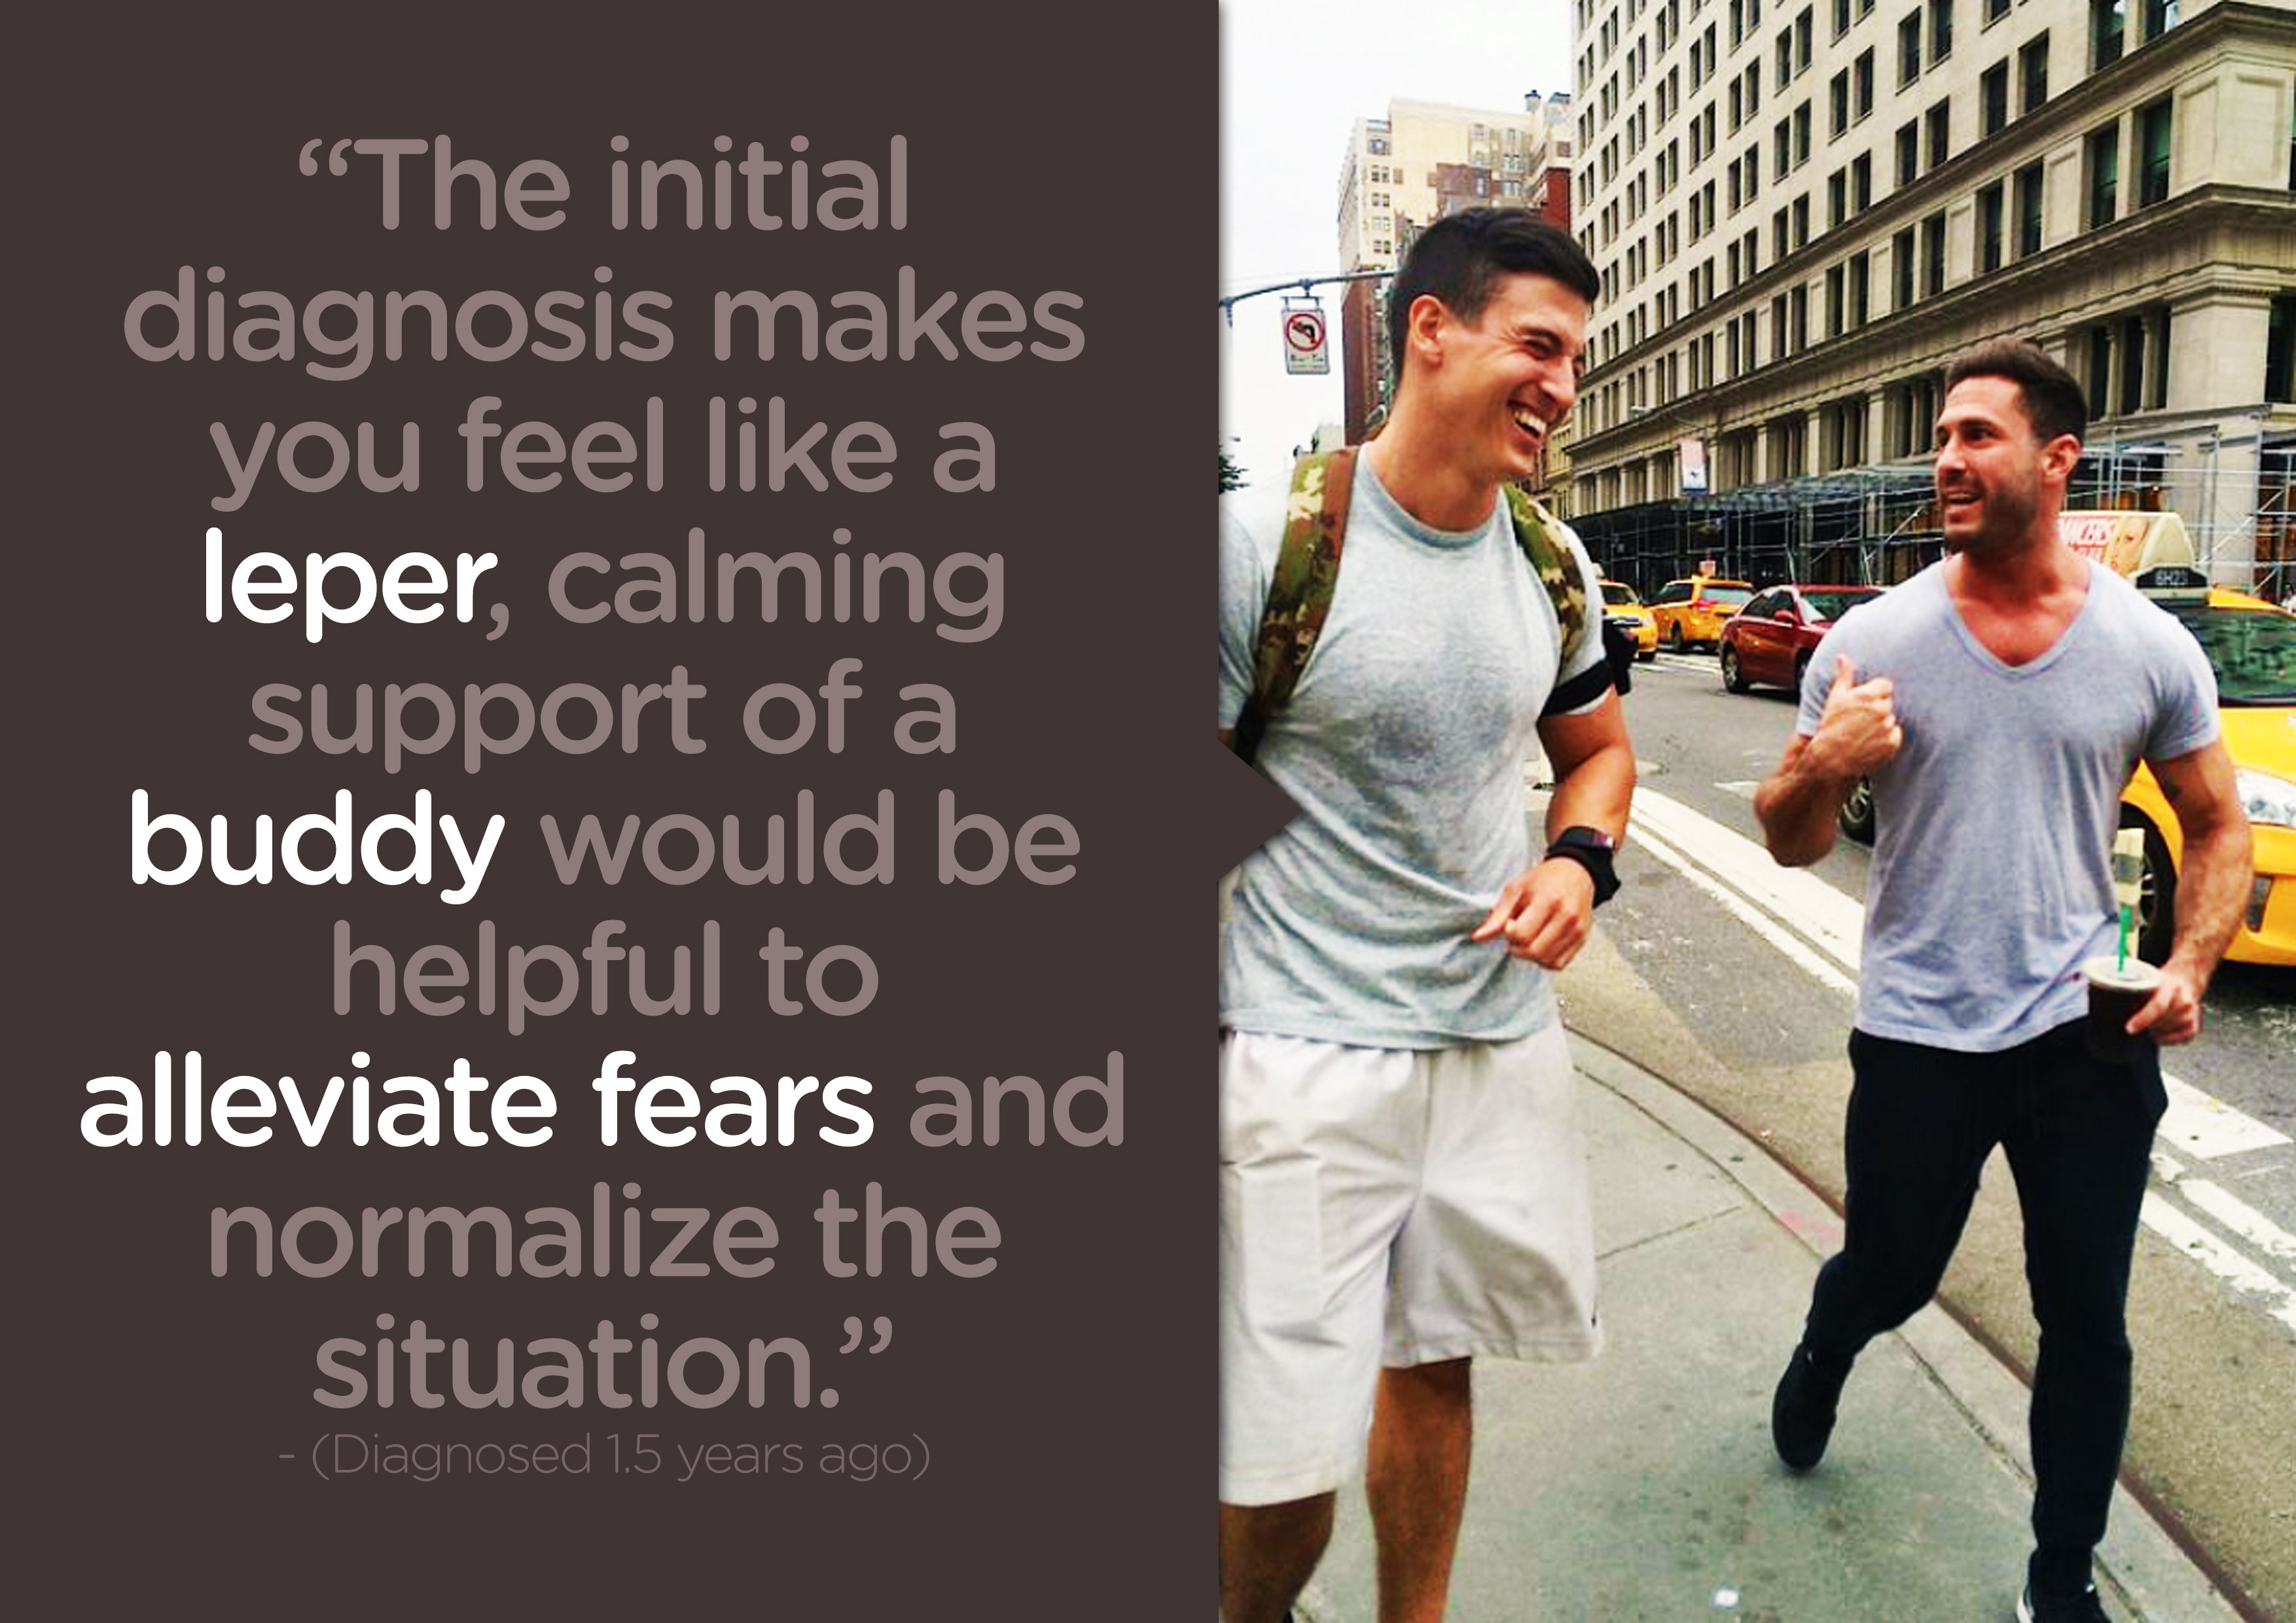 “The initial
diagnosis makes
you feel like a
leper, calming
support of a
buddy would be
helpful to
alleviate fears and
normalize the
situation.”
- (Diagnosed 1.5 years ago)
6H23